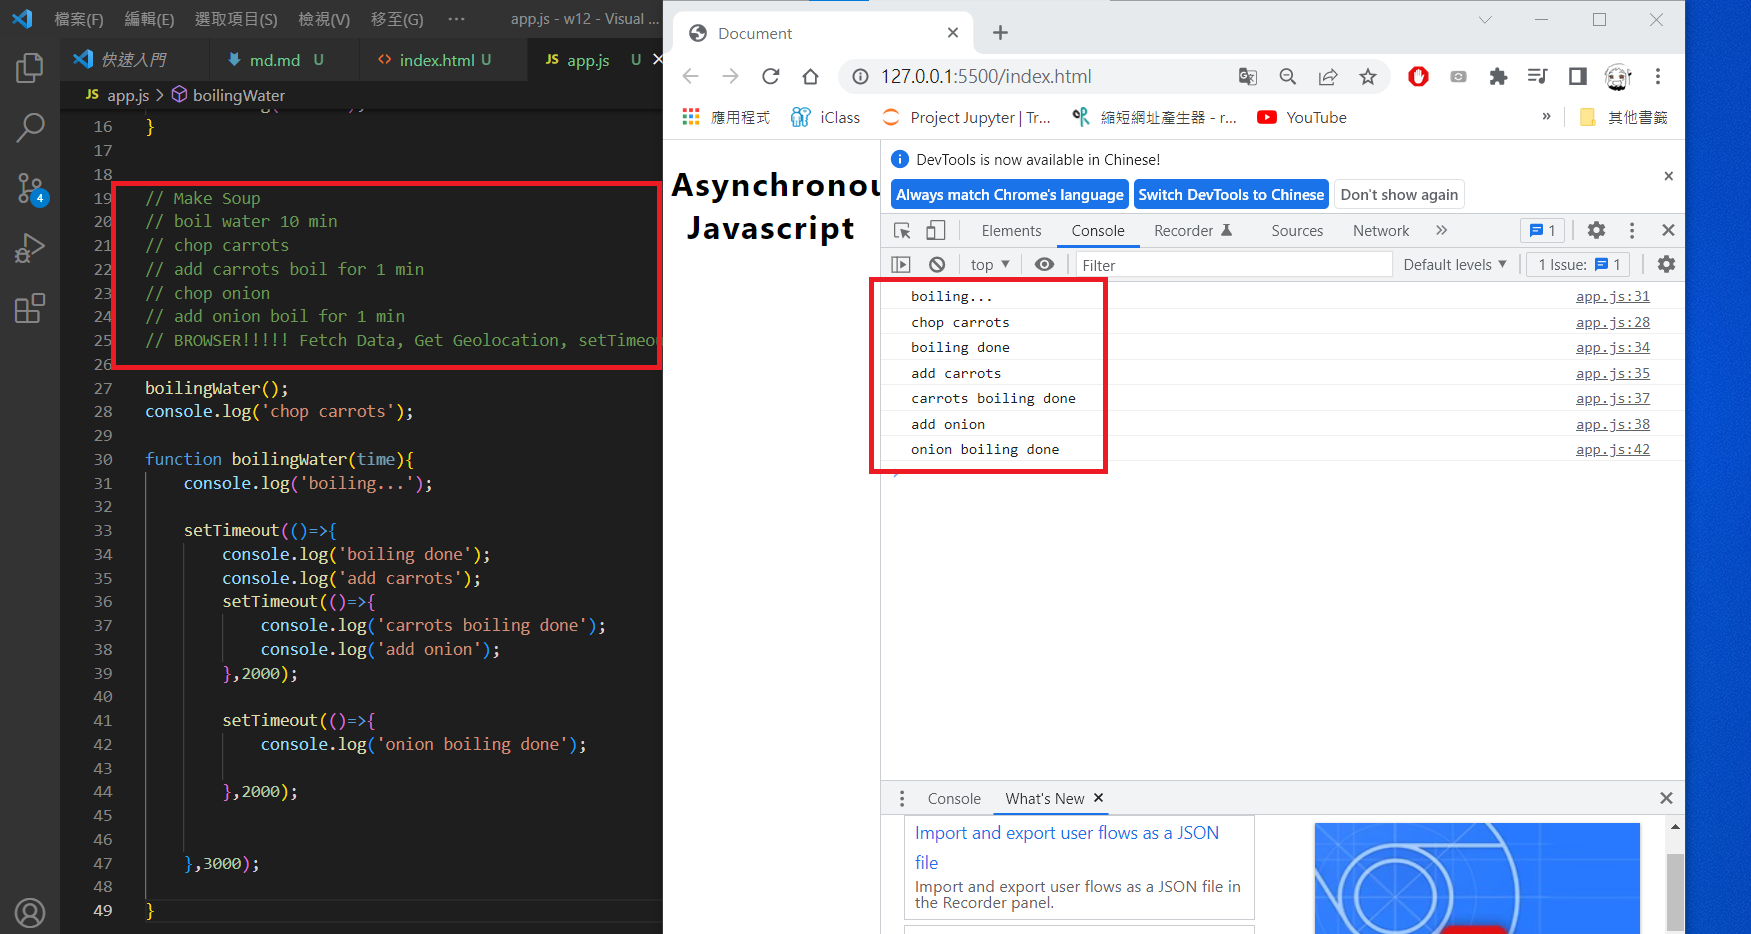 檔案(F) 編輯(E) 選取項目(S) 檢視(V) 移至(G) ··· app.js - w12 - Visual ...
快速入門 md.md U index.html U JS app.js U
JS app.js > boilingWater
16 }
17
18
19 // Make Soup
20 // boil water 10 min
21 // chop carrots
22 // add carrots boil for 1 min
23 // chop onion
24 // add onion boil for 1 min
25 // BROWSER!!!!! Fetch Data, Get Geolocation, setTimeou
26
27 boilingWater();
28 console.log('chop carrots');
29
30 function boilingWater(time){
31 console.log('boiling...');
32
33 setTimeout(()=>{
34 console.log('boiling done');
35 console.log('add carrots');
36 setTimeout(()=>{
37 console.log('carrots boiling done');
38 console.log('add onion');
39 },2000);
40
41 setTimeout(()=>{
42 console.log('onion boiling done');
43
44 },2000);
45
46
47 },3000);
48
49 }
4
Document
127.0.0.1:5500/index.html
應用程式 iClass Project Jupyter | Tr... 縮短網址產生器 - r... YouTube » 其他書籤
Asynchronou
Javascript
DevTools is now available in Chinese!
Always match Chrome's language Switch DevTools to Chinese Don't show again
Elements Console Recorder Sources Network » 1
top Filter Default levels 1 Issue: 1
boiling... app.js:31
chop carrots app.js:28
boiling done app.js:34
add carrots app.js:35
carrots boiling done app.js:37
add onion app.js:38
onion boiling done app.js:42
Console What's New
Import and export user flows as a JSON
file
Import and export user flows as a JSON file in
the Recorder panel.